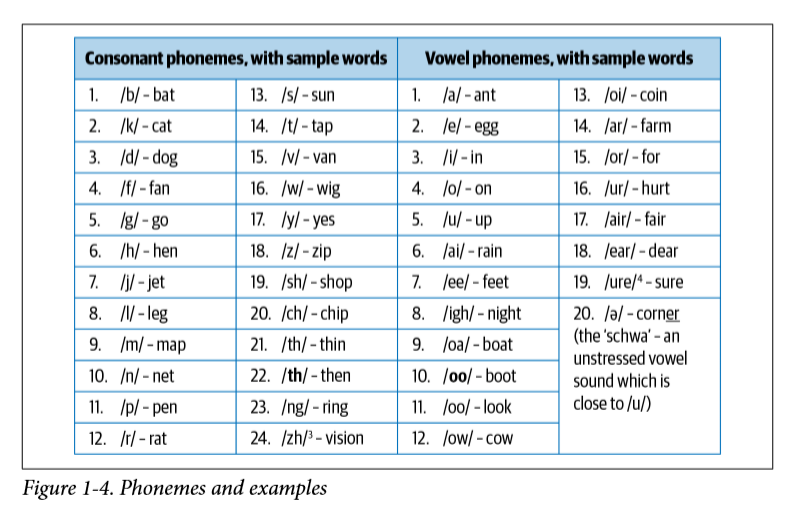 Consonant phonemes, with sample words Vowel phonemes, with sample words
1. /b/ – bat 13. /s/ – sun 1. /a/ – ant 13. /oi/ – coin
2. /k/ – cat 14. /t/ – tap 2. /e/ – egg 14. /ar/ – farm
3. /d/ – dog 15. /v/ – van 3. /i/ – in 15. /or/ – for
4. /f/ – fan 16. /w/ – wig 4. /o/ – on 16. /ur/ – hurt
5. /g/ – go 17. /y/ – yes 5. /u/ – up 17. /air/ – fair
6. /h/ – hen 18. /z/ – zip 6. /ai/ – rain 18. /ear/ – dear
7. /j/ – jet 19. /sh/ – shop 7. /ee/ – feet 19. /ure/⁴ – sure
8. /l/ – leg 20. /ch/ – chip 8. /igh/ – night 20. /ə/ – corner
9. /m/ – map 21. /th/ – thin 9. /oa/ – boat (the ‘schwa’ – an
10. /n/ – net 22. /th/ – then 10. /oo/ – boot unstressed vowel
11. /p/ – pen 23. /ng/ – ring 11. /oo/ – look sound which is
12. /r/ – rat 24. /zh/³ – vision 12. /ow/ – cow close to /u/)
Figure 1-4. Phonemes and examples